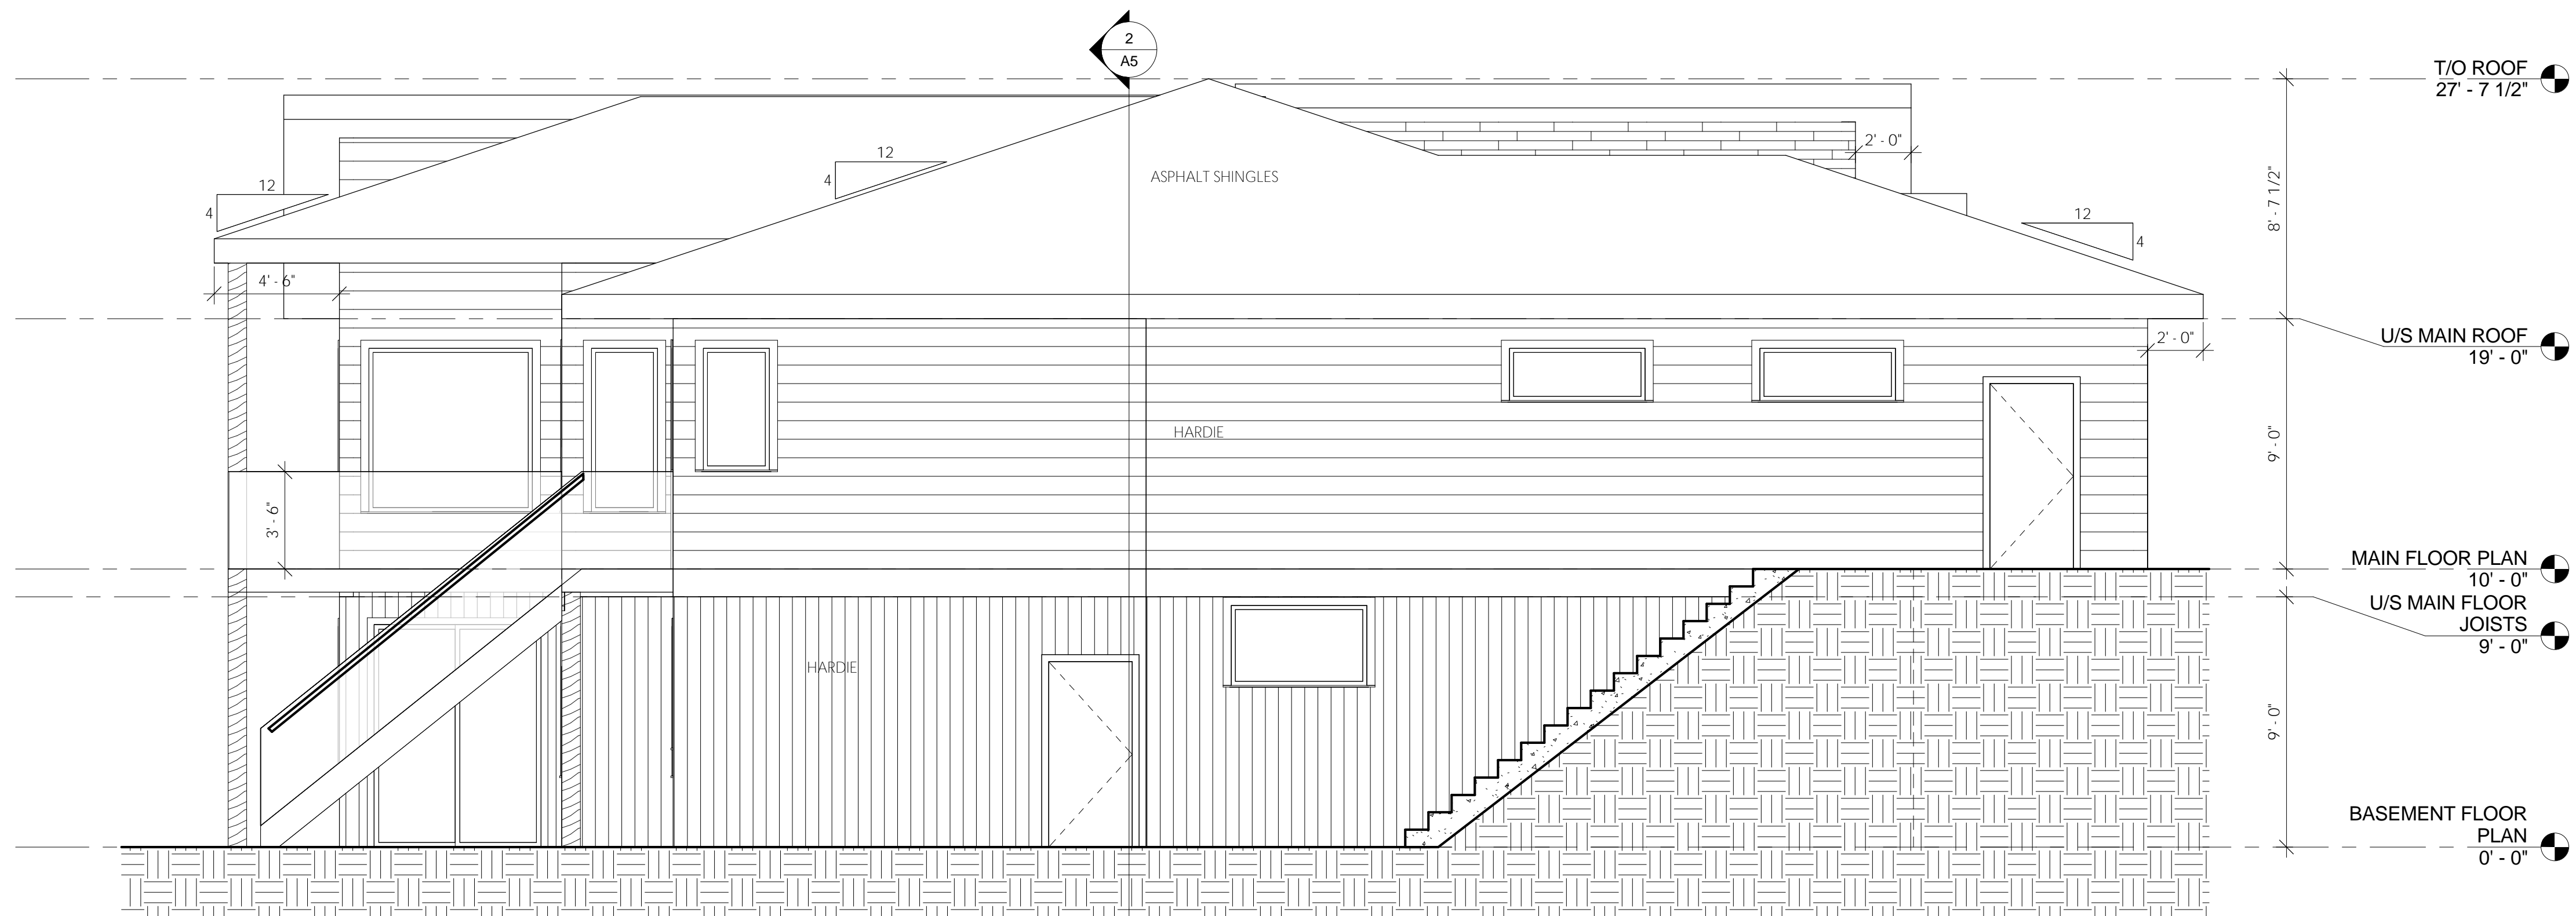 2
A5
T/O ROOF
27' - 7 1/2"
12
4
12
4
ASPHALT SHINGLES
2' - 0"
12
4
8' - 7 1/2"
4' - 6"
U/S MAIN ROOF
19' - 0"
2' - 0"
HARDIE
9' - 0"
3' - 6"
MAIN FLOOR PLAN
10' - 0"
U/S MAIN FLOOR
JOISTS
9' - 0"
HARDIE
9' - 0"
BASEMENT FLOOR
PLAN
0' - 0"